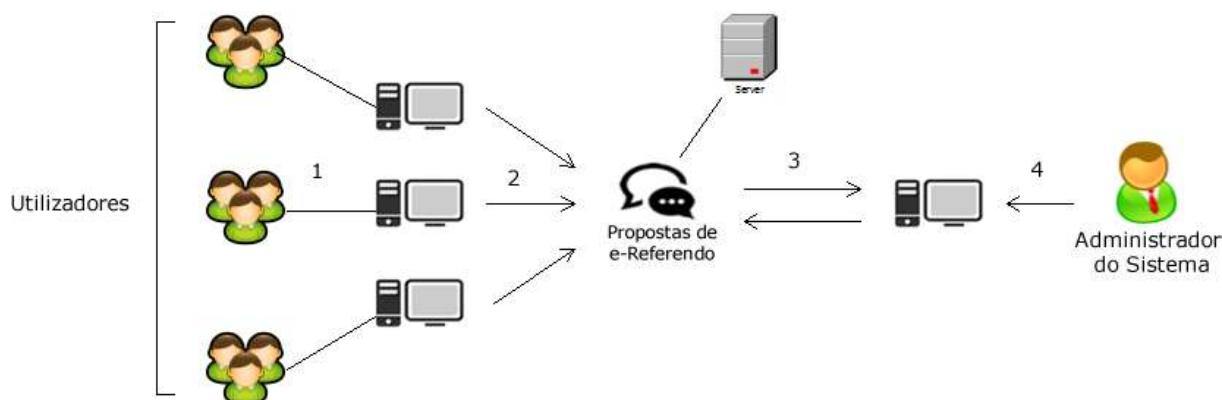 Server
1
2
3
4
Utilizadores
Propostas de
e-Referendo
Administrador
do Sistema